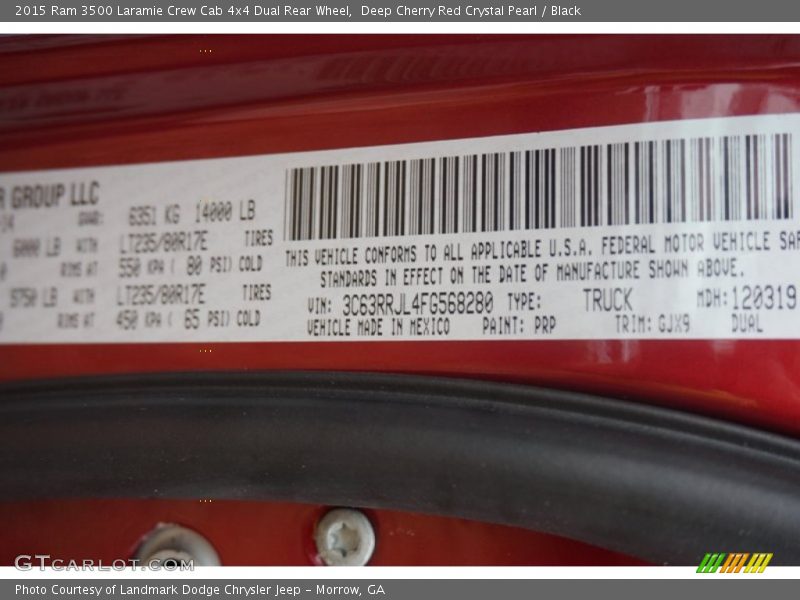 2015 Ram 3500 Laramie Crew Cab 4x4 Dual Rear Wheel,  Deep Cherry Red Crystal Pearl / Black
R GROUP LLC
GAWR: 6351 KG 14000 LB
6000 LB WITH LT235/80R17E TIRES
RIMS AT 550 KPA ( 80 PSI) COLD
9750 LB WITH LT235/80R17E TIRES
RIMS AT 450 KPA ( 65 PSI) COLD
THIS VEHICLE CONFORMS TO ALL APPLICABLE U.S.A. FEDERAL MOTOR VEHICLE SAF
STANDARDS IN EFFECT ON THE DATE OF MANUFACTURE SHOWN ABOVE.
VIN: 3C63RRJL4FG568280 TYPE: TRUCK MDH: 120319
VEHICLE MADE IN MEXICO PAINT: PRP TRIM: GJX9 DUAL
GTcarlot.com
Photo Courtesy of Landmark Dodge Chrysler Jeep - Morrow, GA